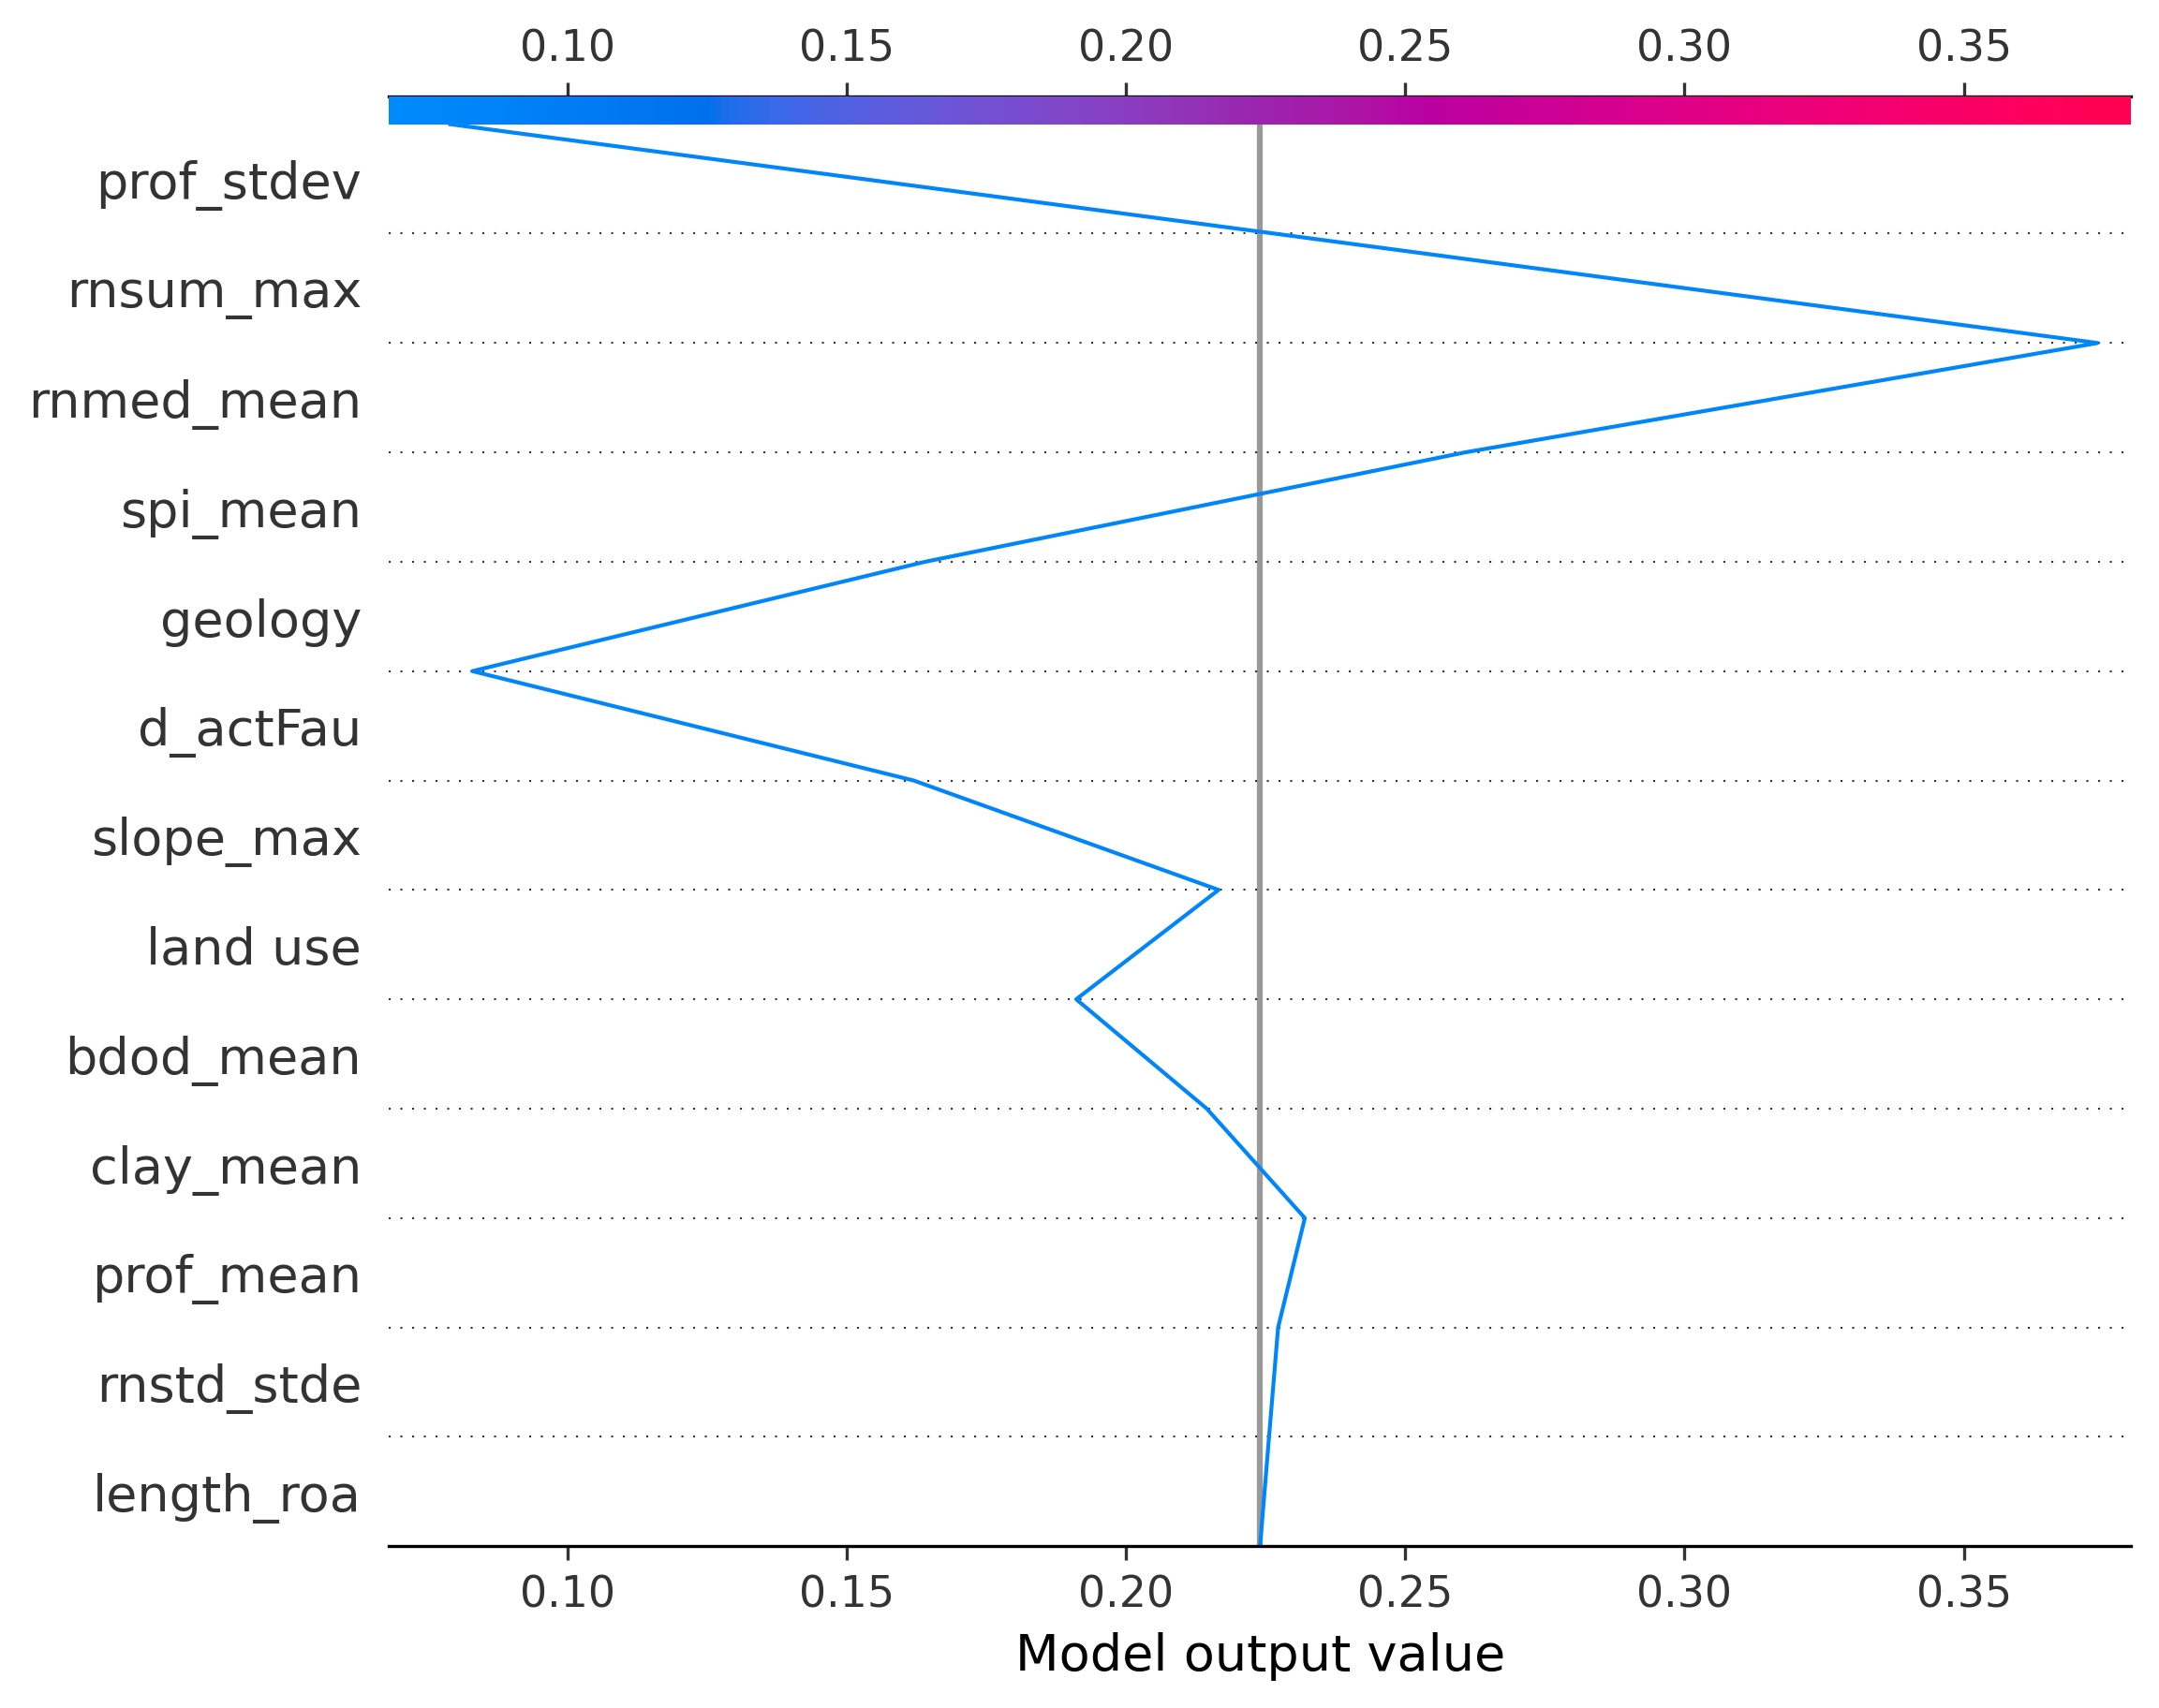 0.10 0.15 0.20 0.25 0.30 0.35
prof_stdev
rnsum_max
rnmed_mean
spi_mean
geology
d_actFau
slope_max
land use
bdod_mean
clay_mean
prof_mean
rnstd_stde
length_roa
0.10 0.15 0.20 0.25 0.30 0.35
Model output value